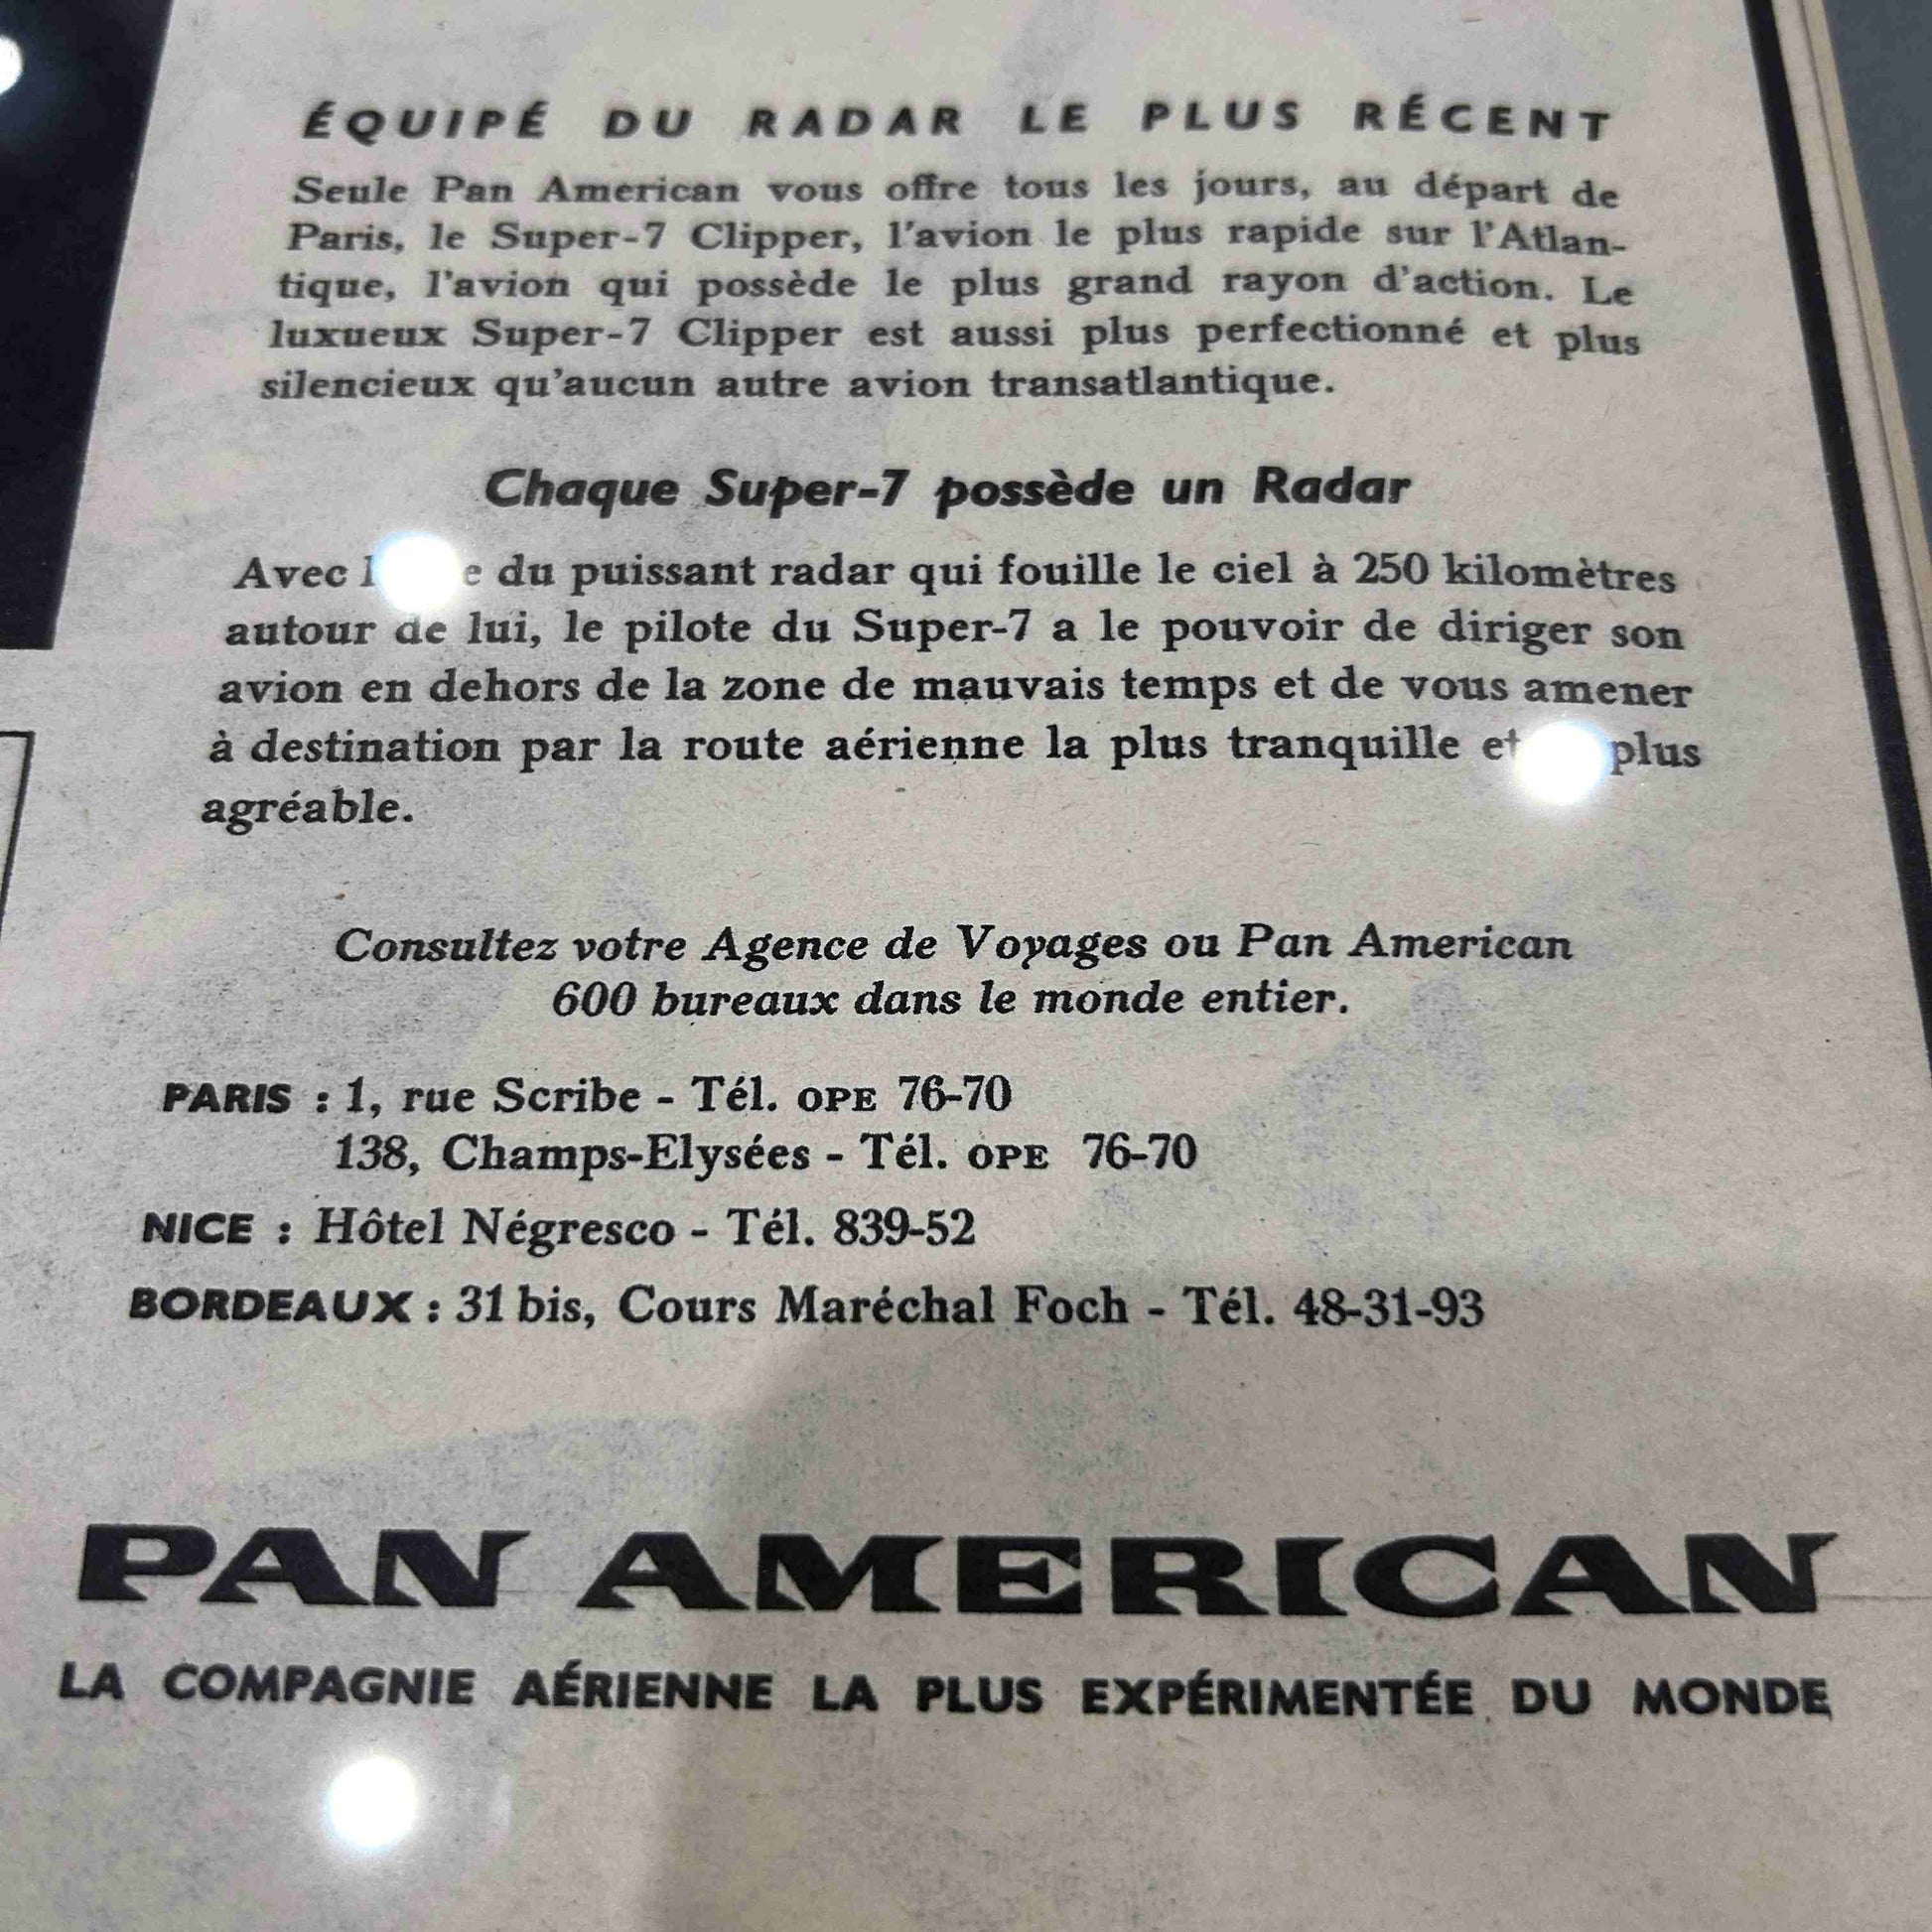 ÉQUIPÉ DU RADAR LE PLUS RÉCENT
Seule Pan American vous offre tous les jours, au départ de
Paris, le Super-7 Clipper, l'avion le plus rapide sur l'Atlan-
tique, l'avion qui possède le plus grand rayon d'action. Le
luxueux Super-7 Clipper est aussi plus perfectionné et plus
silencieux qu'aucun autre avion transatlantique.
Chaque Super-7 possède un Radar
Avec du puissant radar qui fouille le ciel à 250 kilomètres
autour de lui, le pilote du Super-7 a le pouvoir de diriger son
avion en dehors de la zone de mauvais temps et de vous amener
à destination par la route aérienne la plus tranquille et plus
agréable.
Consultez votre Agence de Voyages ou Pan American
600 bureaux dans le monde entier.
PARIS : 1, rue Scribe - Tél. OPE 76-70
138, Champs-Elysées - Tél. OPE 76-70
NICE : Hôtel Négresco - Tél. 839-52
BORDEAUX : 31 bis, Cours Maréchal Foch - Tél. 48-31-93
PAN AMERICAN
LA COMPAGNIE AÉRIENNE LA PLUS EXPÉRIMENTÉE DU MONDE